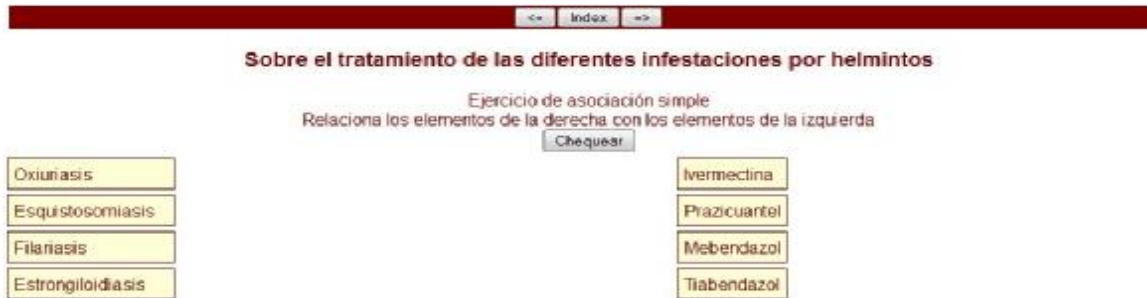 <= Index =>
Sobre el tratamiento de las diferentes infestaciones por helmintos
Ejercicio de asociación simple
Relaciona los elementos de la derecha con los elementos de la izquierda
Chequear
Oxiuriasis Ivermectina
Esquistosomiasis Prazicuantel
Filariasis Mebendazol
Estrongiloidiasis Tiabendazol